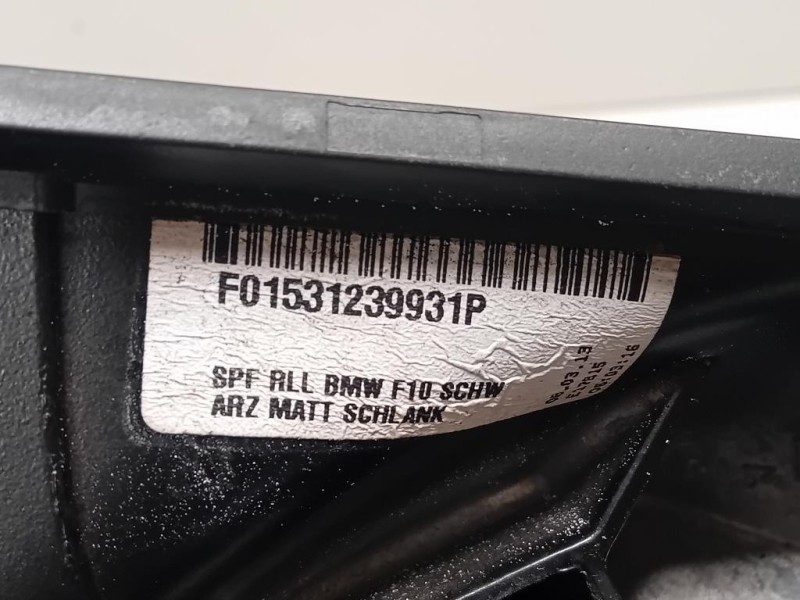 F01531239931P
SPF RLL BMW F10 SCHW
ARZ MATT SCHLANK